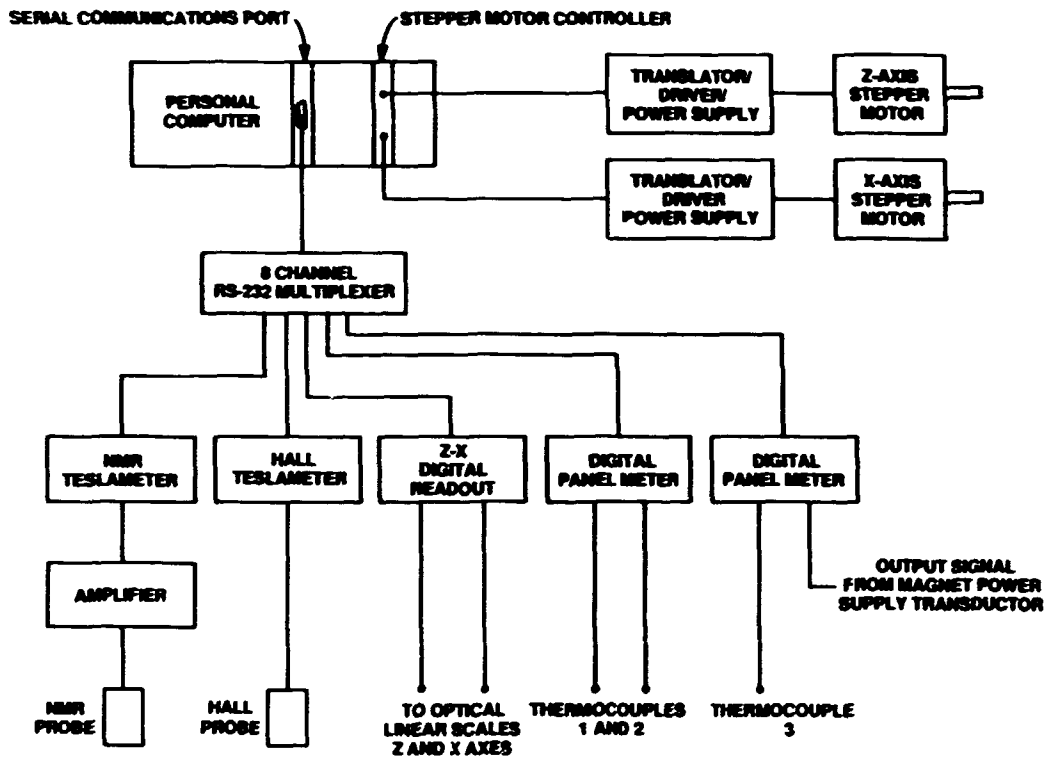 SERIAL COMMUNICATIONS PORT
STEPPER MOTOR CONTROLLER
PERSONAL
COMPUTER
TRANSLATOR/
DRIVER/
POWER SUPPLY
Z-AXIS
STEPPER
MOTOR
TRANSLATOR/
DRIVER
POWER SUPPLY
X-AXIS
STEPPER
MOTOR
8 CHANNEL
RS-232 MULTIPLEXER
NMR
TESLAMETER
HALL
TESLAMETER
Z-X
DIGITAL
READOUT
DIGITAL
PANEL METER
DIGITAL
PANEL METER
AMPLIFIER
OUTPUT SIGNAL
FROM MAGNET POWER
SUPPLY TRANSDUCTOR
NMR
PROBE
HALL
PROBE
TO OPTICAL
LINEAR SCALES
Z AND X AXES
THERMOCOUPLES
1 AND 2
THERMOCOUPLE
3